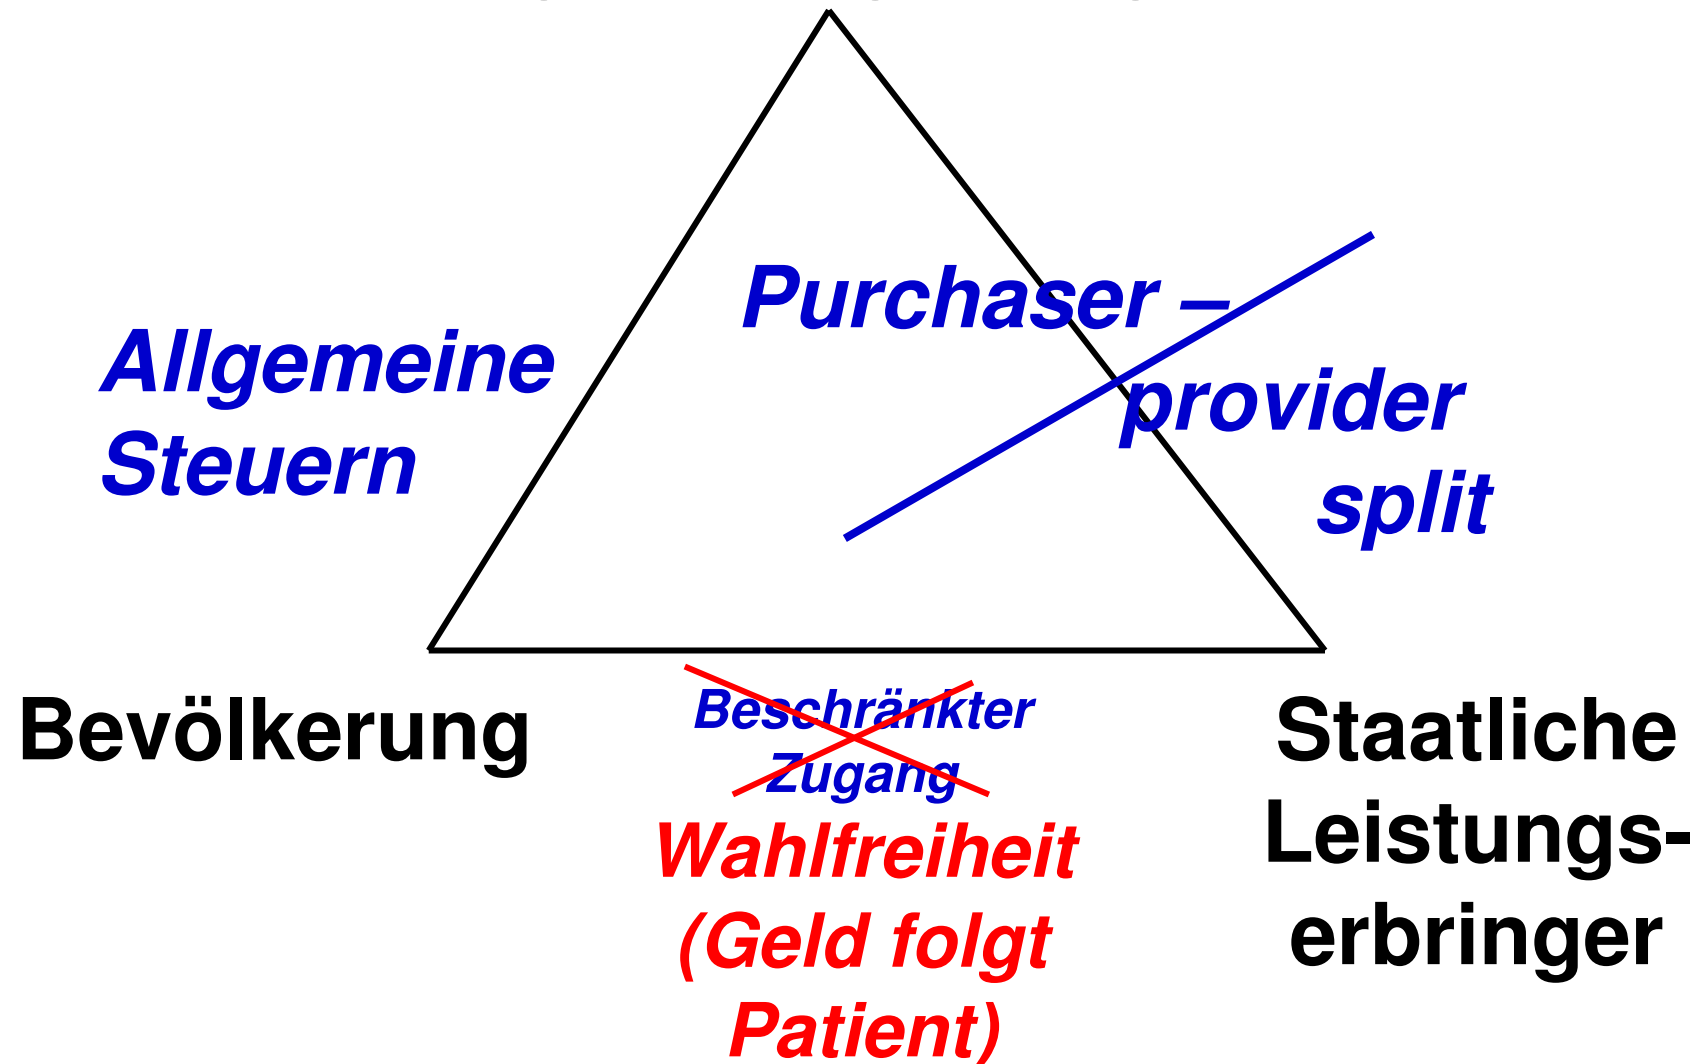 Purchaser –
Allgemeine
Steuern
provider
split
Bevölkerung
Beschränkter
Zugang
Wahlfreiheit
(Geld folgt
Patient)
Staatliche
Leistungs-
erbringer